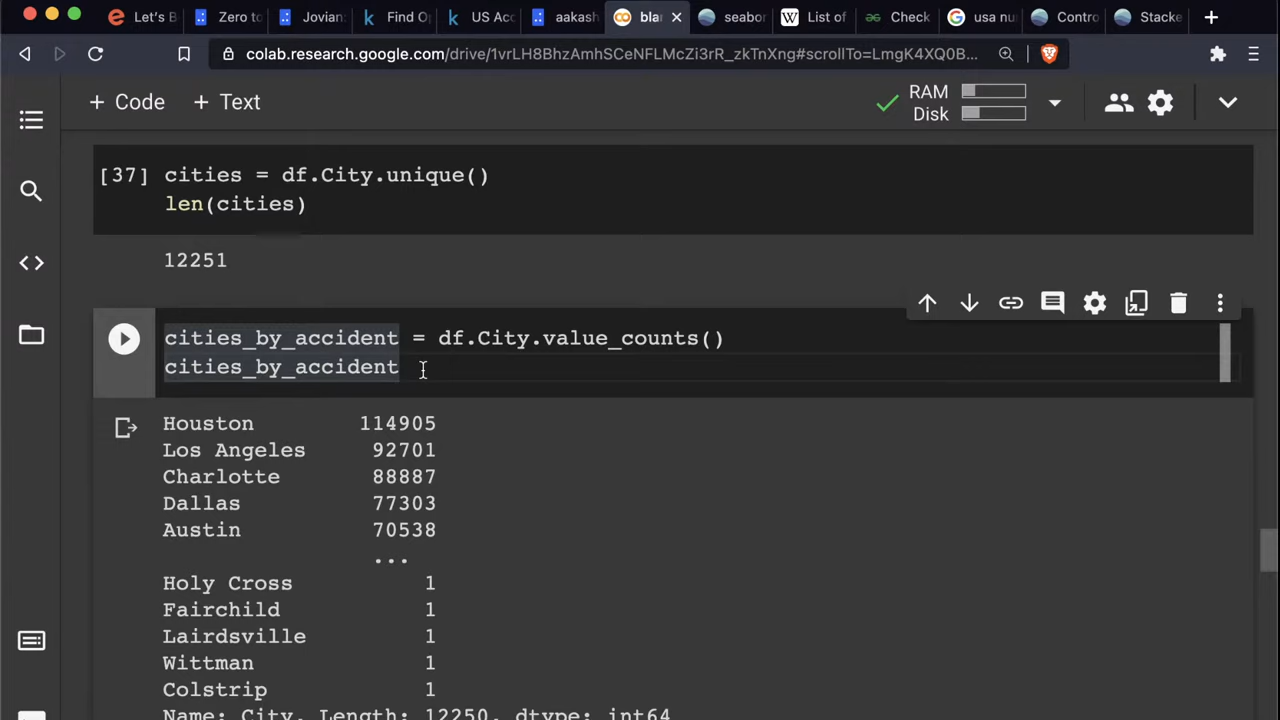 Let's B
Zero to
Jovian:
Find O
US Acc
aakash
bla
seabor
List of
Check
usa nu
Contro
Stacke
colab.research.google.com/drive/1vrLH8BhzAmhSCeNFLMcZi3rR_zkTnXng#scrollTo=LmgK4XQ0B...
+ Code + Text
RAM
Disk
[37] cities = df.City.unique()
len(cities)
12251
cities_by_accident = df.City.value_counts()
cities_by_accident
Houston 114905
Los Angeles 92701
Charlotte 88887
Dallas 77303
Austin 70538
...
Holy Cross 1
Fairchild 1
Lairdsville 1
Wittman 1
Colstrip 1
Name: City, Length: 12250, dtype: int64